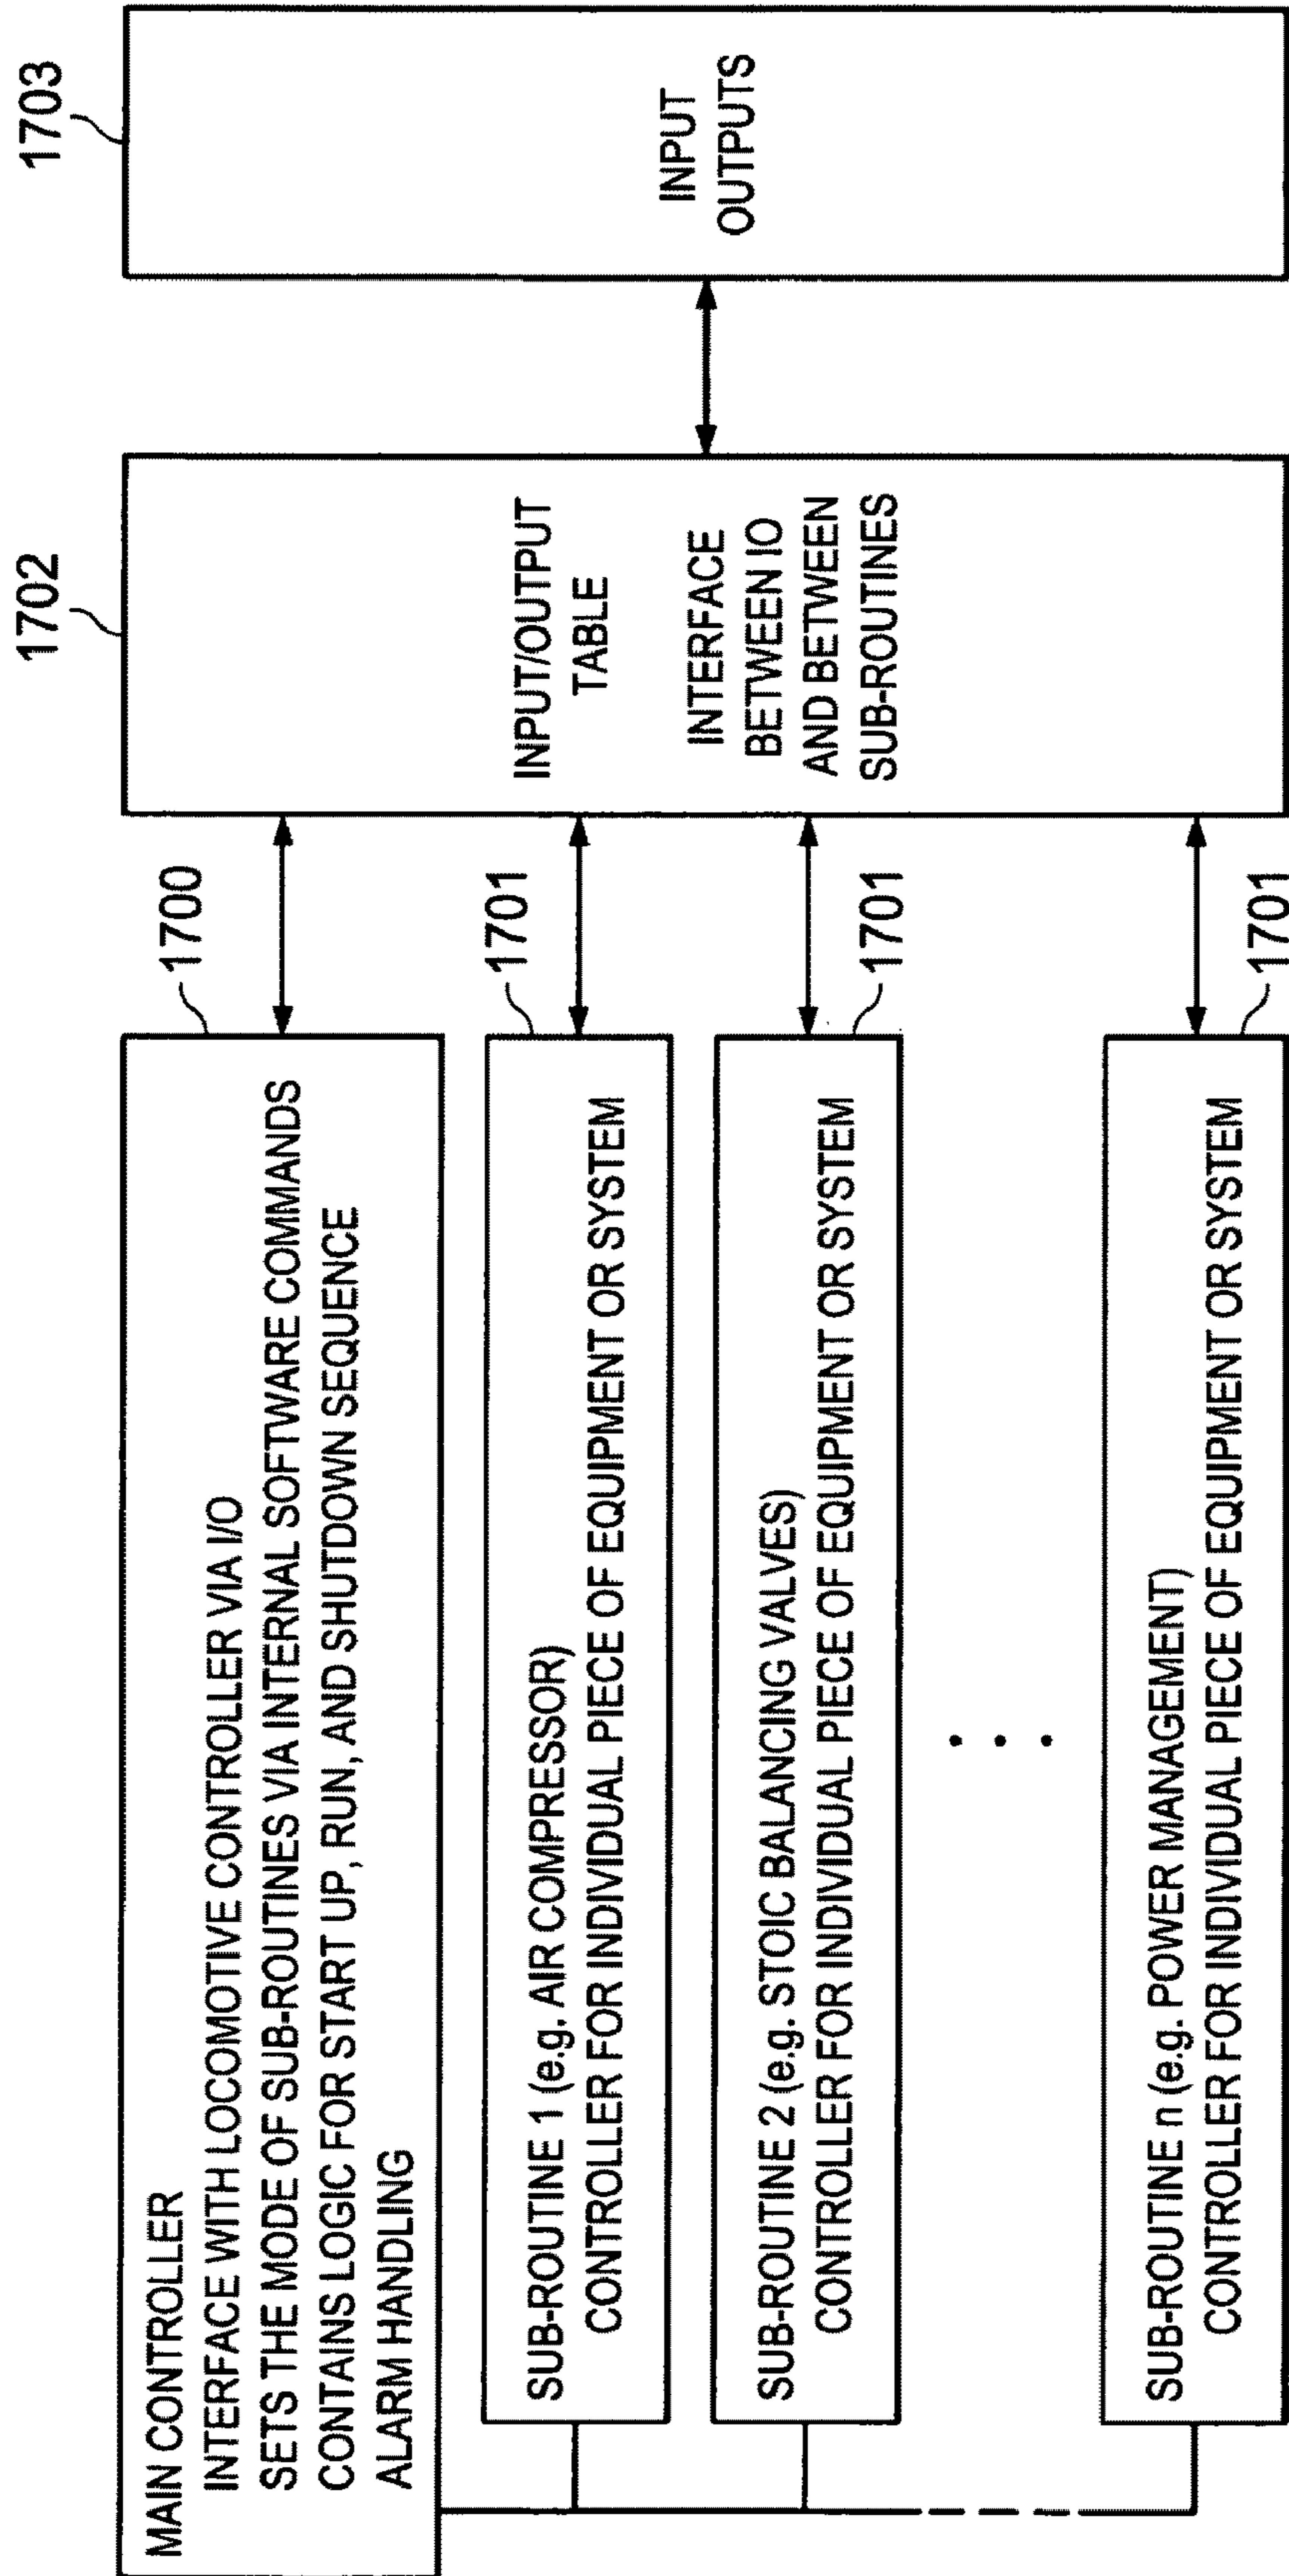 1700
MAIN CONTROLLER
INTERFACE WITH LOCOMOTIVE CONTROLLER VIA I/O
SETS THE MODE OF SUB-ROUTINES VIA INTERNAL SOFTWARE COMMANDS
CONTAINS LOGIC FOR START UP, RUN, AND SHUTDOWN SEQUENCE
ALARM HANDLING
1701
SUB-ROUTINE 1 (e.g. AIR COMPRESSOR)
CONTROLLER FOR INDIVIDUAL PIECE OF EQUIPMENT OR SYSTEM
1701
SUB-ROUTINE 2 (e.g. STOIC BALANCING VALVES)
CONTROLLER FOR INDIVIDUAL PIECE OF EQUIPMENT OR SYSTEM
1701
SUB-ROUTINE n (e.g. POWER MANAGEMENT)
CONTROLLER FOR INDIVIDUAL PIECE OF EQUIPMENT OR SYSTEM
1702
INPUT/OUTPUT
TABLE
INTERFACE
BETWEEN IO
AND BETWEEN
SUB-ROUTINES
1703
INPUT
OUTPUTS